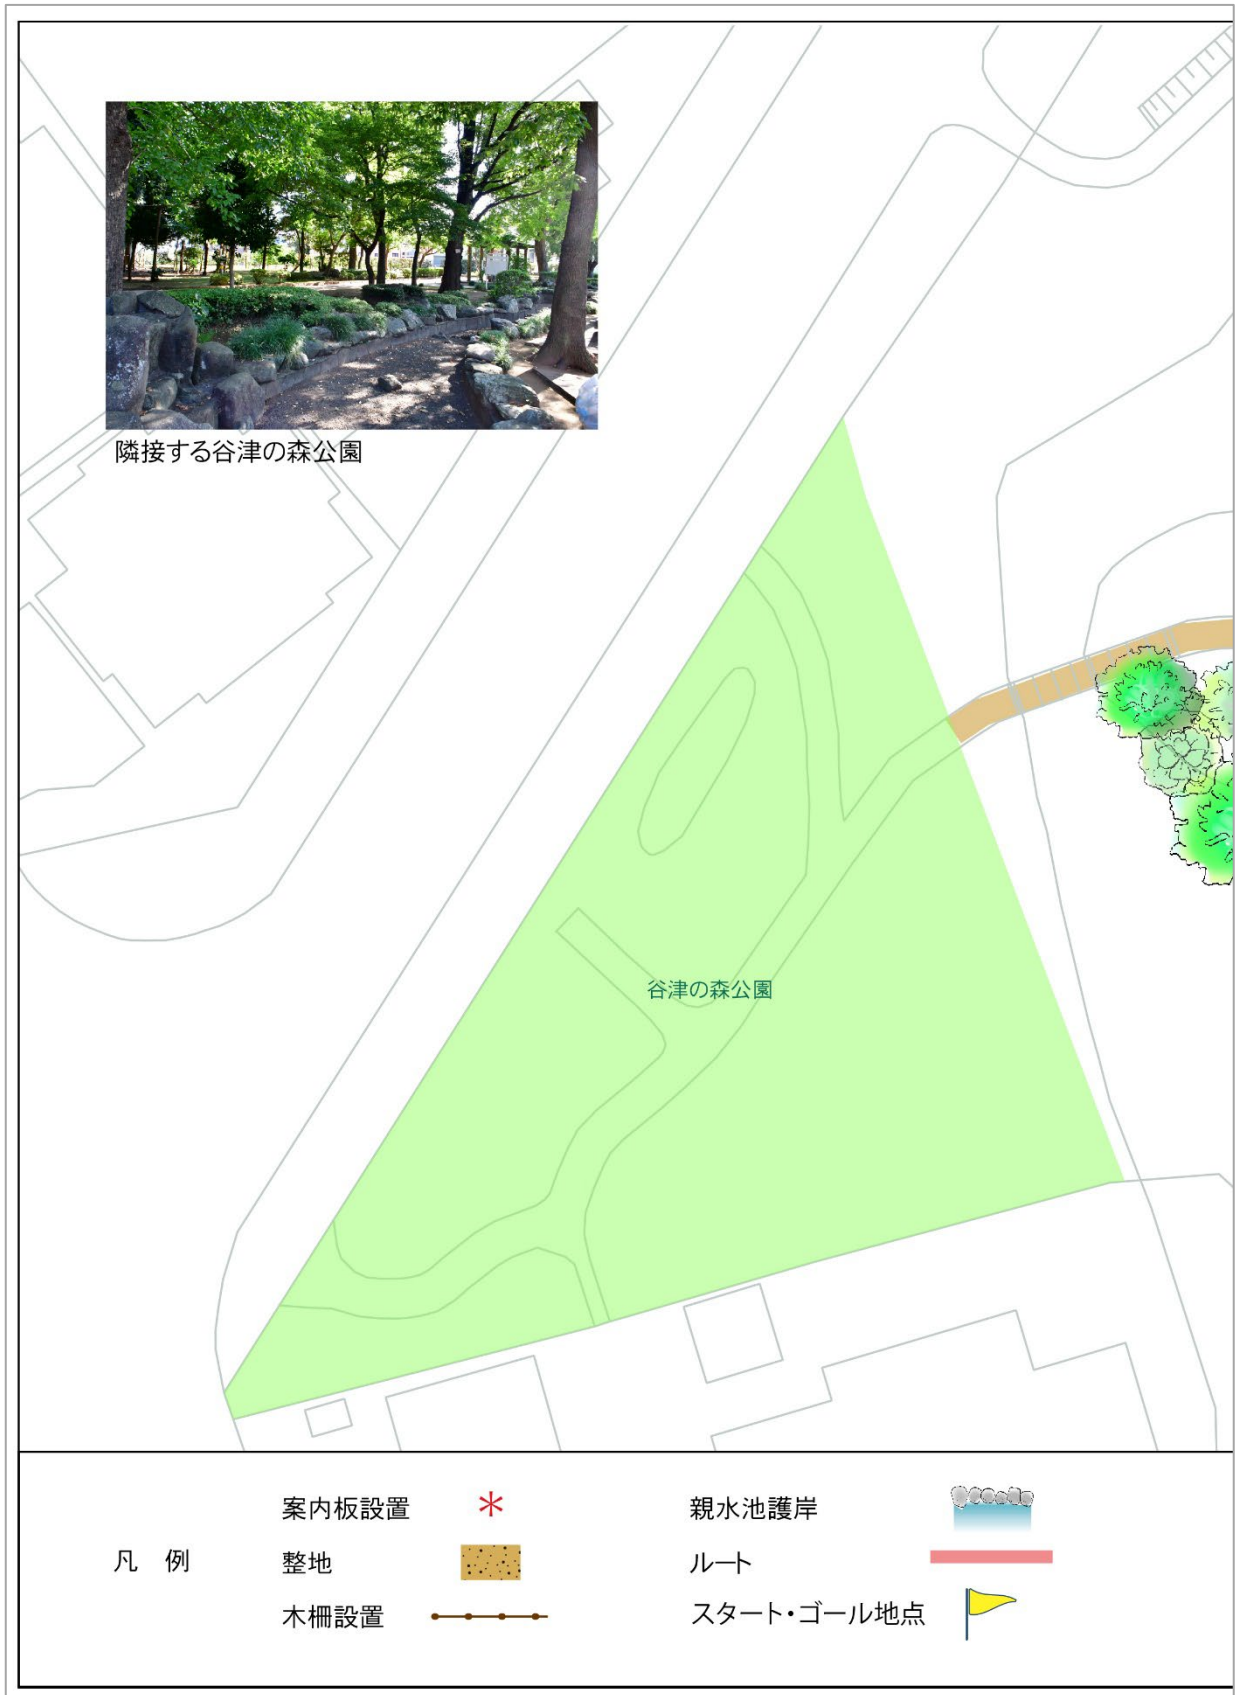 隣接する谷津の森公園
谷津の森公園
凡 例
案内板設置
整地
木柵設置
親水池護岸
ルート
スタート・ゴール地点